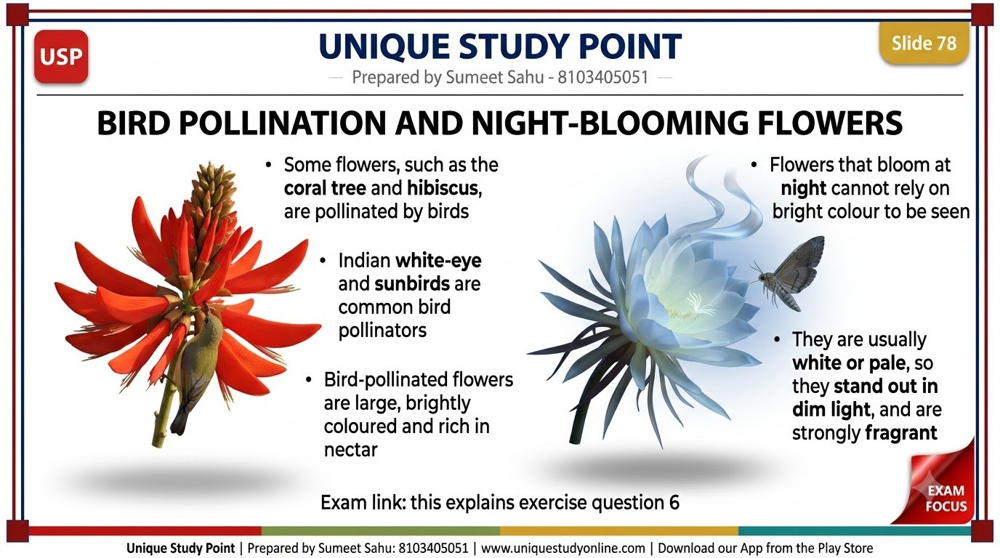 USP
UNIQUE STUDY POINT
Prepared by Sumeet Sahu - 8103405051
Slide 78
BIRD POLLINATION AND NIGHT-BLOOMING FLOWERS
• Some flowers, such as the
coral tree and hibiscus,
are pollinated by birds
• Indian white-eye
and sunbirds are
common bird
pollinators
• Bird-pollinated flowers
are large, brightly
coloured and rich in
nectar
• Flowers that bloom at
night cannot rely on
bright colour to be seen
• They are usually
white or pale, so
they stand out in
dim light, and are
strongly fragrant
Exam link: this explains exercise question 6
EXAM
FOCUS
Unique Study Point | Prepared by Sumeet Sahu: 8103405051 | www.uniquestudyonline.com | Download our App from the Play Store